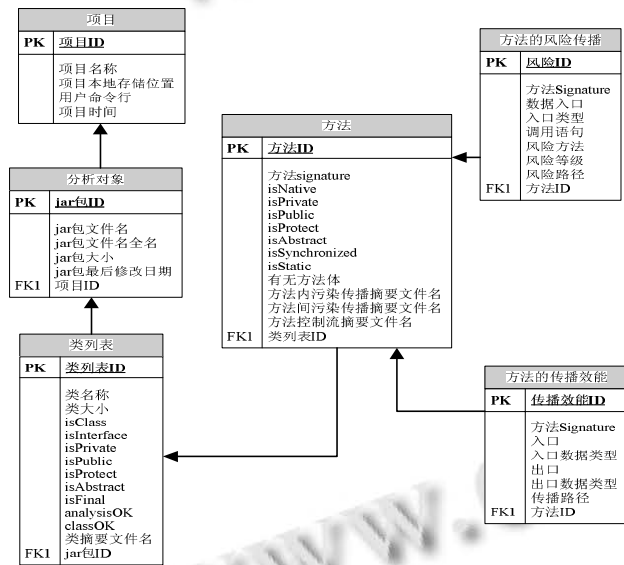 项目
PK 项目ID
项目名称
项目本地存储位置
用户命令行
项目时间
分析对象
PK jar包ID
jar包文件名
jar包文件名全名
jar包大小
jar包最后修改日期
FK1 项目ID
类列表
PK 类列表ID
类名称
类大小
isClass
isInterface
isPrivate
isPublic
isProtect
isAbstract
isFinal
analysisOK
classOK
类摘要文件名
FK1 jar包ID
方法
PK 方法ID
方法signature
isNative
isPrivate
isPublic
isProtect
isAbstract
isSynchronized
isStatic
有无方法体
方法内污染传播摘要文件名
方法间污染传播摘要文件名
方法控制流摘要文件名
FK1 类列表ID
方法的风险传播
PK 风险ID
方法Signature
数据入口
入口类型
调用语句
风险方法
风险等级
风险路径
FK1 方法ID
方法的传播效能
PK 传播效能ID
方法Signature
入口
入口数据类型
出口
出口数据类型
传播路径
FK1 方法ID